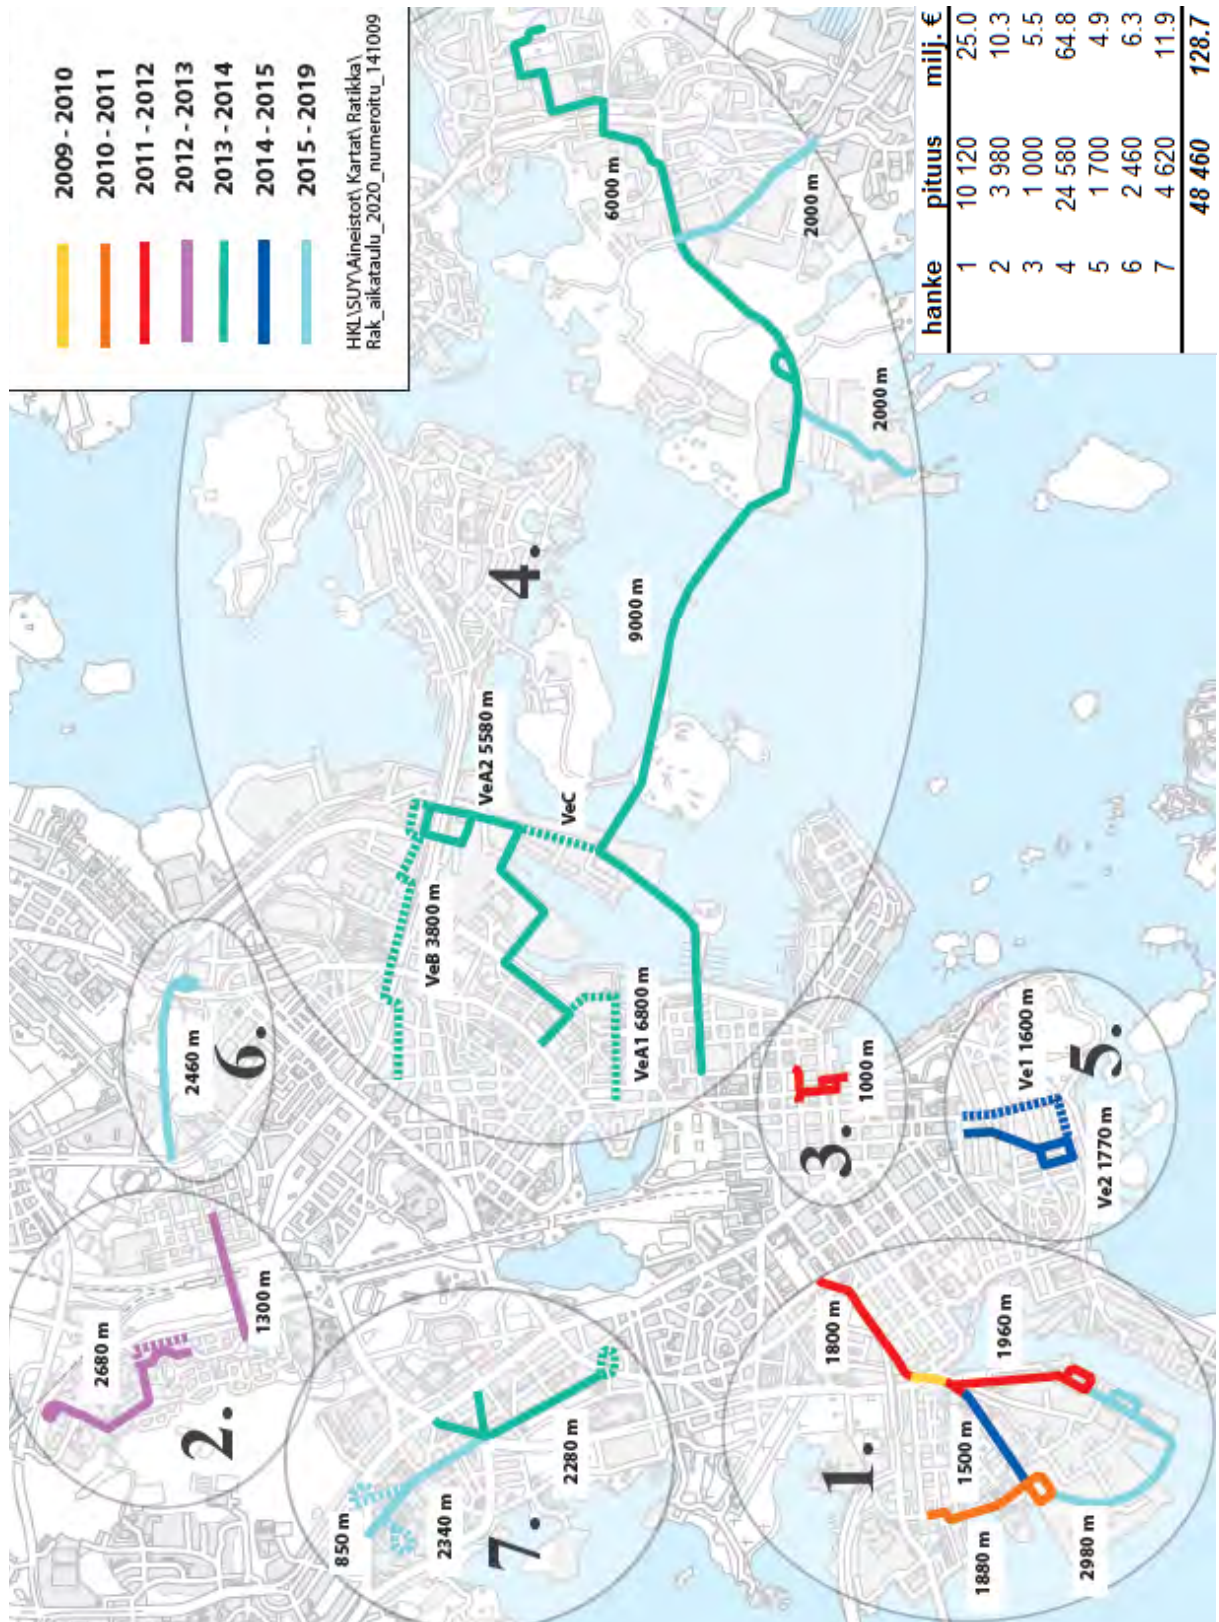 2009 - 2010
2010 - 2011
2011 - 2012
2012 - 2013
2013 - 2014
2014 - 2015
2015 - 2019
HKL\SUY\Aineistot\ Kartat\ Ratikka\
Rak_aikataulu_2020_numeroitu_141009
2680 m
1300 m
2.
2460 m
6.
850 m
2340 m
2280 m
7.
VeB 3800 m
VeA2 5580 m
VeC
VeA1 6800 m
4.
9000 m
6000 m
2000 m
2000 m
1800 m
1.
1960 m
1500 m
1880 m
2980 m
3.
1000 m
Ve1 1600 m
5.
Ve2 1770 m
hanke pituus milj. €
1 10 120 25.0
2 3 980 10.3
3 1 000 5.5
4 24 580 64.8
5 1 700 4.9
6 2 460 6.3
7 4 620 11.9
48 460 128.7